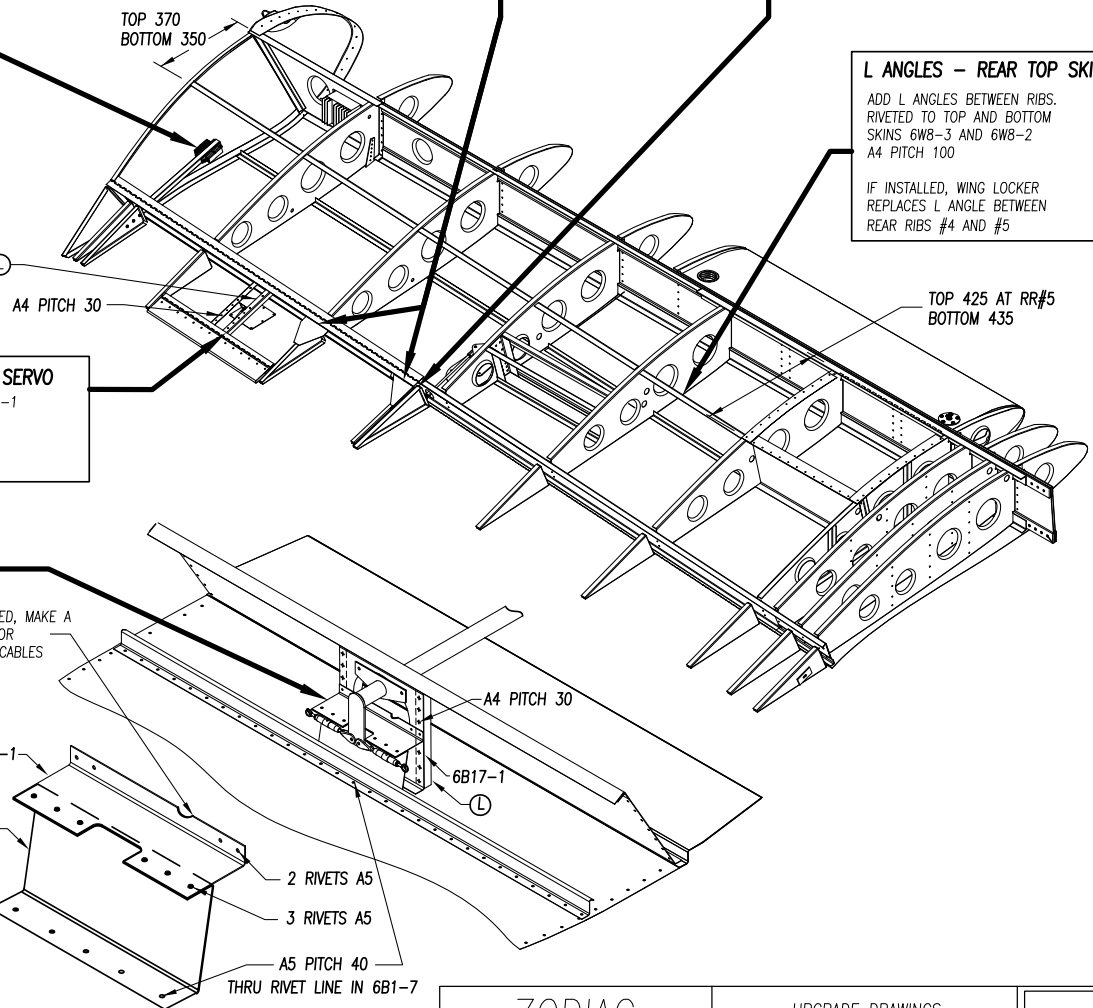 TOP 370
BOTTOM 350
L ANGLES – REAR TOP SKI
ADD L ANGLES BETWEEN RIBS.
RIVETED TO TOP AND BOTTOM
SKINS 6W8-3 AND 6W8-2
A4 PITCH 100
IF INSTALLED, WING LOCKER
REPLACES L ANGLE BETWEEN
REAR RIBS #4 AND #5
A4 PITCH 30
TOP 425 AT RR#5
BOTTOM 435
SERVO
-1
ED, MAKE A
OR
CABLES
A4 PITCH 30
-1
6B17-1
L
2 RIVETS A5
3 RIVETS A5
A5 PITCH 40
THRU RIVET LINE IN 6B1-7